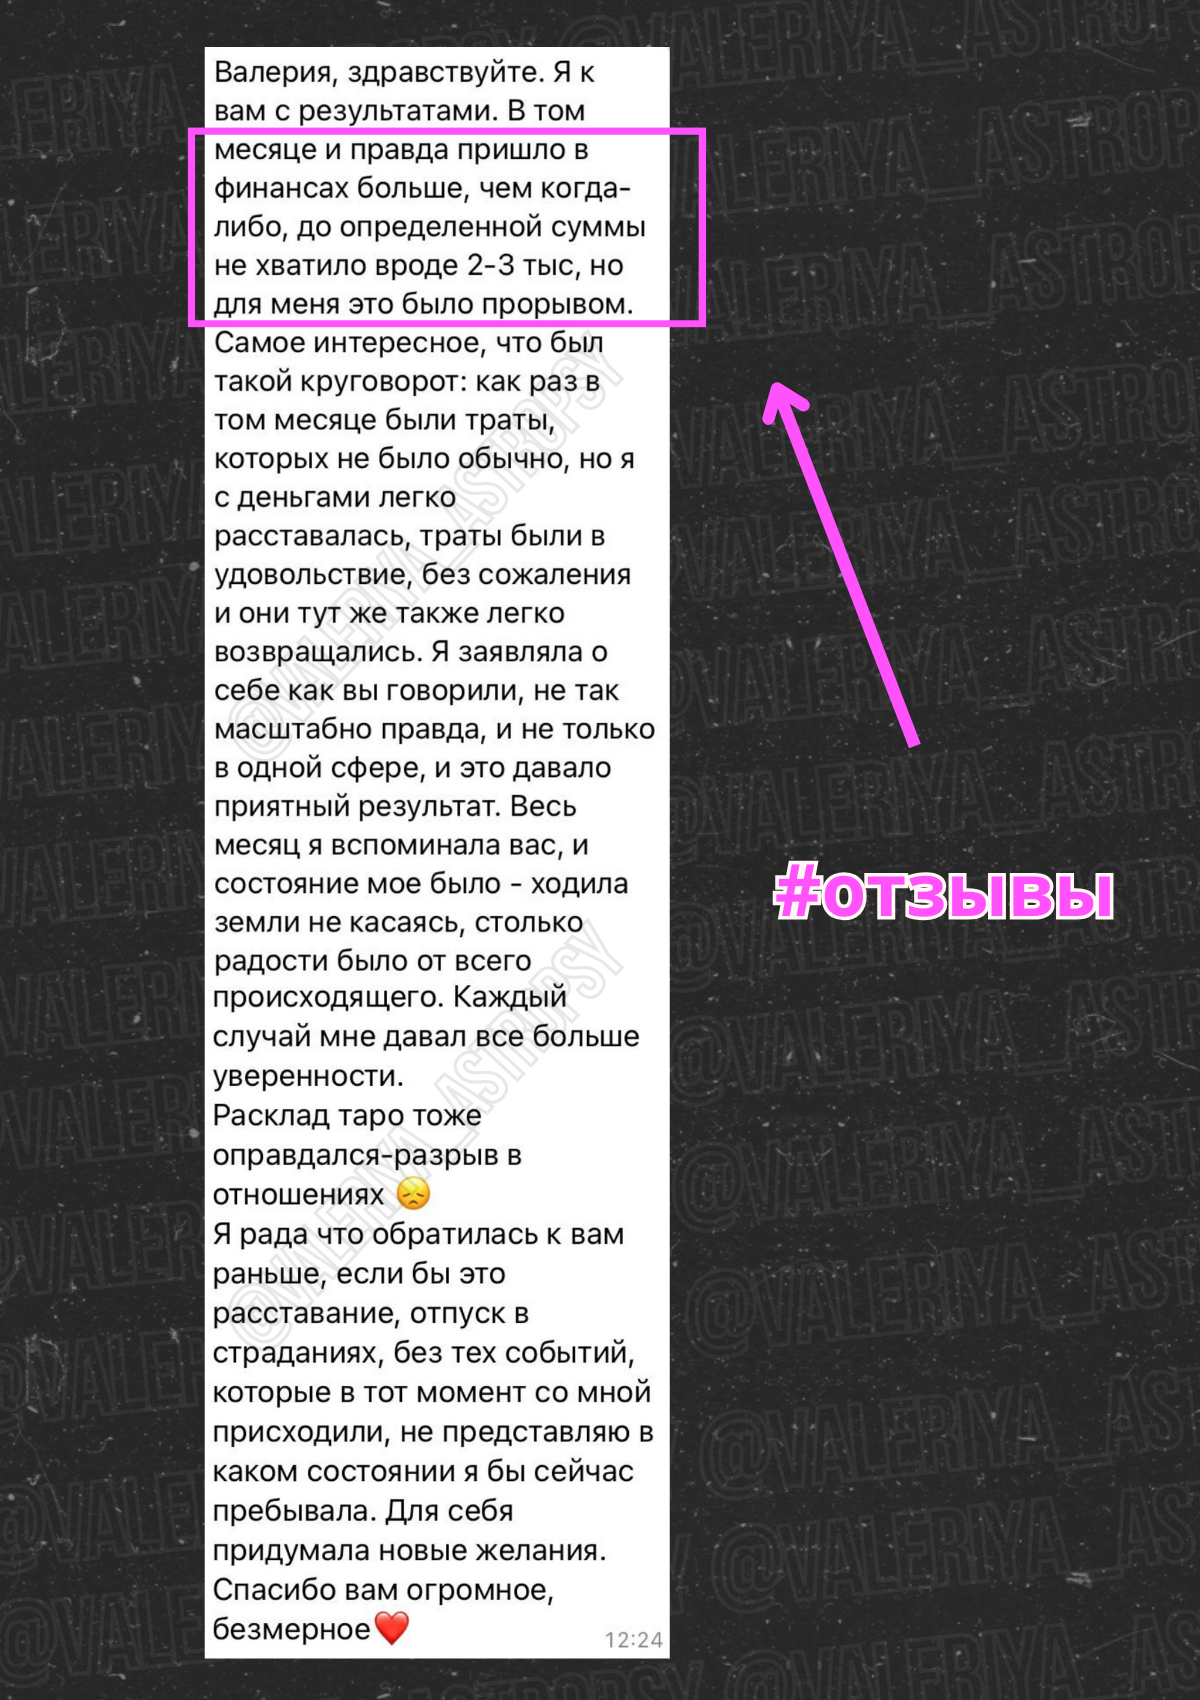 Валерия, здравствуйте. Я к
вам с результатами. В том
месяце и правда пришло в
финансах больше, чем когда-
либо, до определенной суммы
не хватило вроде 2-3 тыс, но
для меня это было прорывом.
Самое интересное, что был
такой круговорот: как раз в
том месяце были траты,
которых не было обычно, но я
с деньгами легко
расставалась, траты были в
удовольствие, без сожаления
и они тут же также легко
возвращались. Я заявляла о
себе как вы говорили, не так
масштабно правда, и не только
в одной сфере, и это давало
приятный результат. Весь
месяц я вспоминала вас, и
состояние мое было - ходила
земли не касаясь, столько
радости было от всего
происходящего. Каждый
случай мне давал все больше
уверенности.
Расклад таро тоже
оправдался-разрыв в
отношениях 😞
Я рада что обратилась к вам
раньше, если бы это
расставание, отпуск в
страданиях, без тех событий,
которые в тот момент со мной
присходили, не представляю в
каком состоянии я бы сейчас
пребывала. Для себя
придумала новые желания.
Спасибо вам огромное,
безмерное❤️
12:24
#отзывы
@VALERIYA_ASTROPSY
@VALERIYA_ASTROPSY